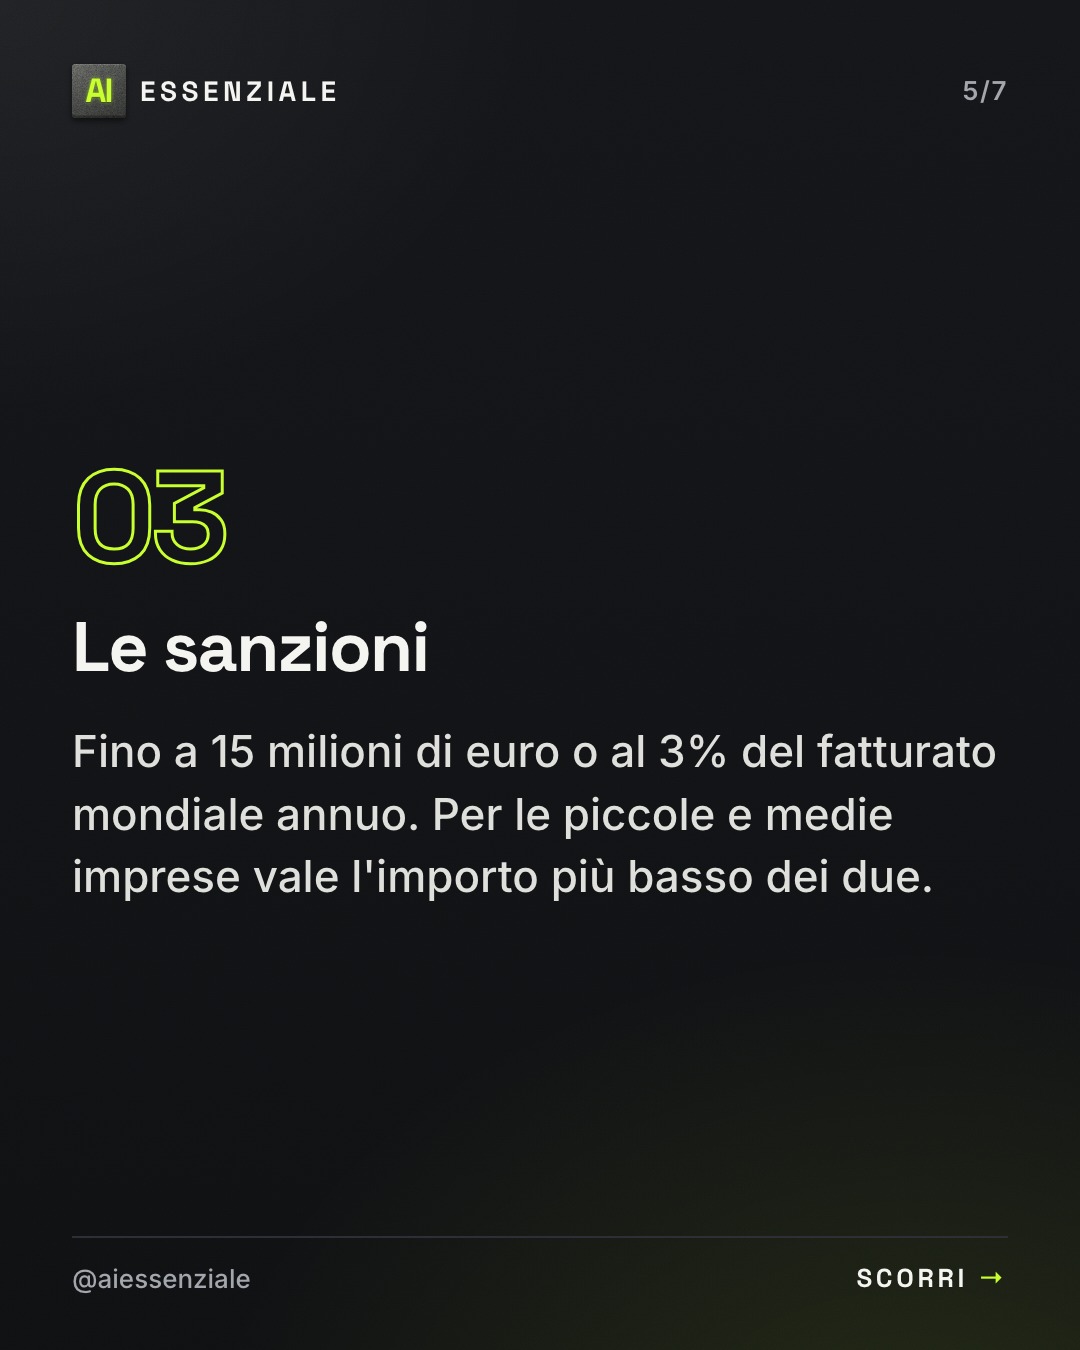 AI ESSENZIALE
5/7
03
Le sanzioni
Fino a 15 milioni di euro o al 3% del fatturato
mondiale annuo. Per le piccole e medie
imprese vale l'importo più basso dei due.
@aiessenziale
SCORRI →